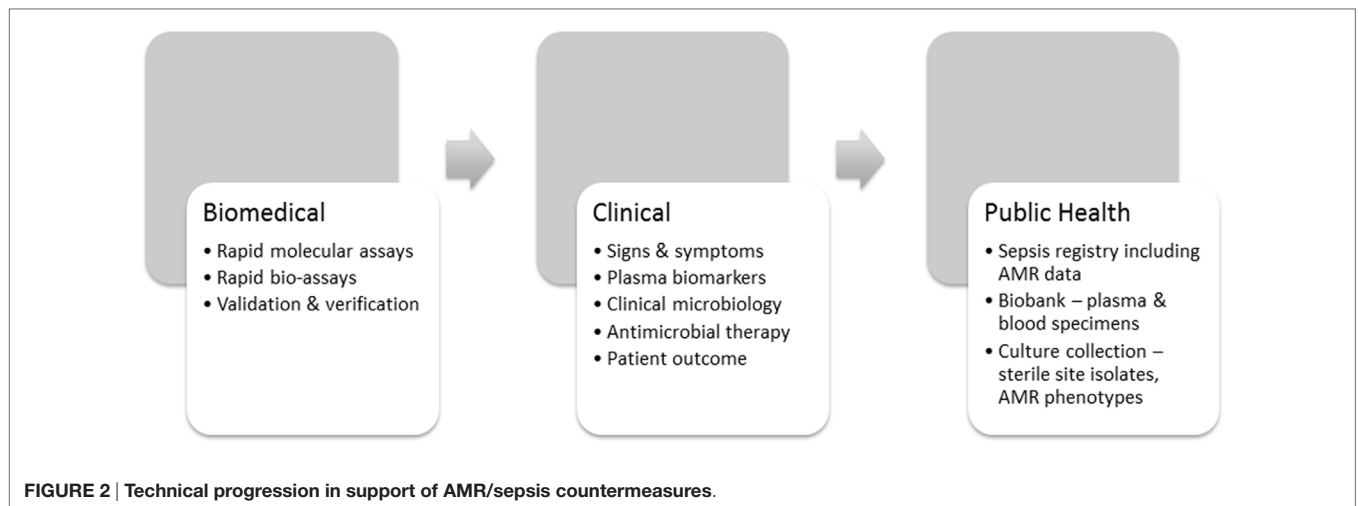 Biomedical
• Rapid molecular assays
• Rapid bio-assays
• Validation & verification
Clinical
• Signs & symptoms
• Plasma biomarkers
• Clinical microbiology
• Antimicrobial therapy
• Patient outcome
Public Health
• Sepsis registry including
AMR data
• Biobank – plasma &
blood specimens
• Culture collection –
sterile site isolates,
AMR phenotypes
FIGURE 2 | Technical progression in support of AMR/sepsis countermeasures.